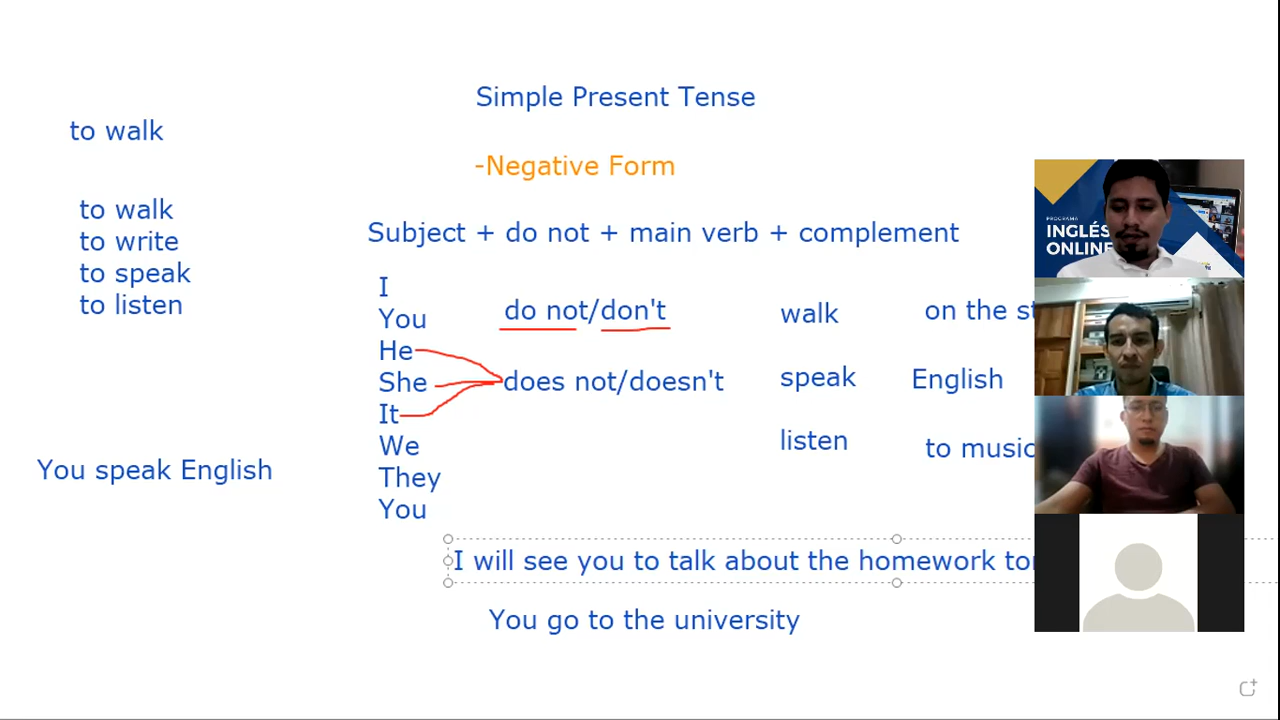 Simple Present Tense
to walk
-Negative Form
to walk
to write
to speak
to listen
Subject + do not + main verb + complement
I
You
He
She
It
We
They
You
do not/don't
does not/doesn't
walk
speak
listen
on the
English
to music
You speak English
I will see you to talk about the homework
You go to the university
PROGRAMA
INGLÉS
ONLINE